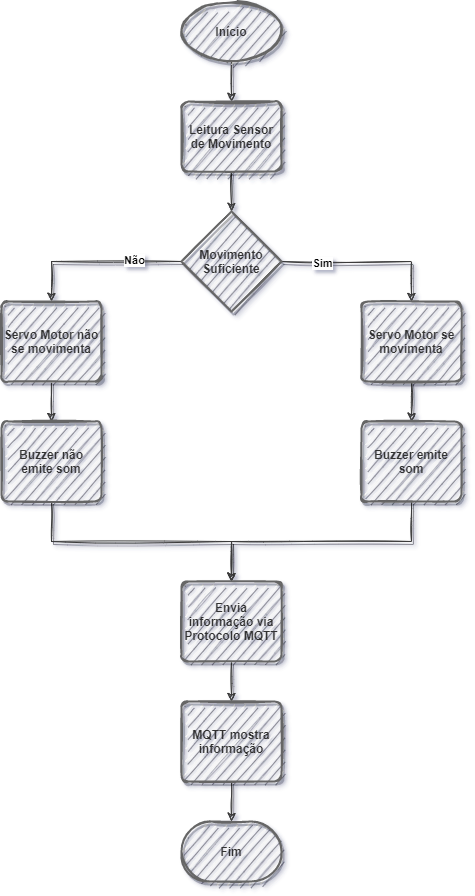 Início
Leitura Sensor
de Movimento
Movimento
Suficiente
Não
Sim
Servo Motor não
se movimenta
Servo Motor se
movimenta
Buzzer não
emite som
Buzzer emite
som
Envia
informação via
Protocolo MQTT
MQTT mostra
informação
Fim